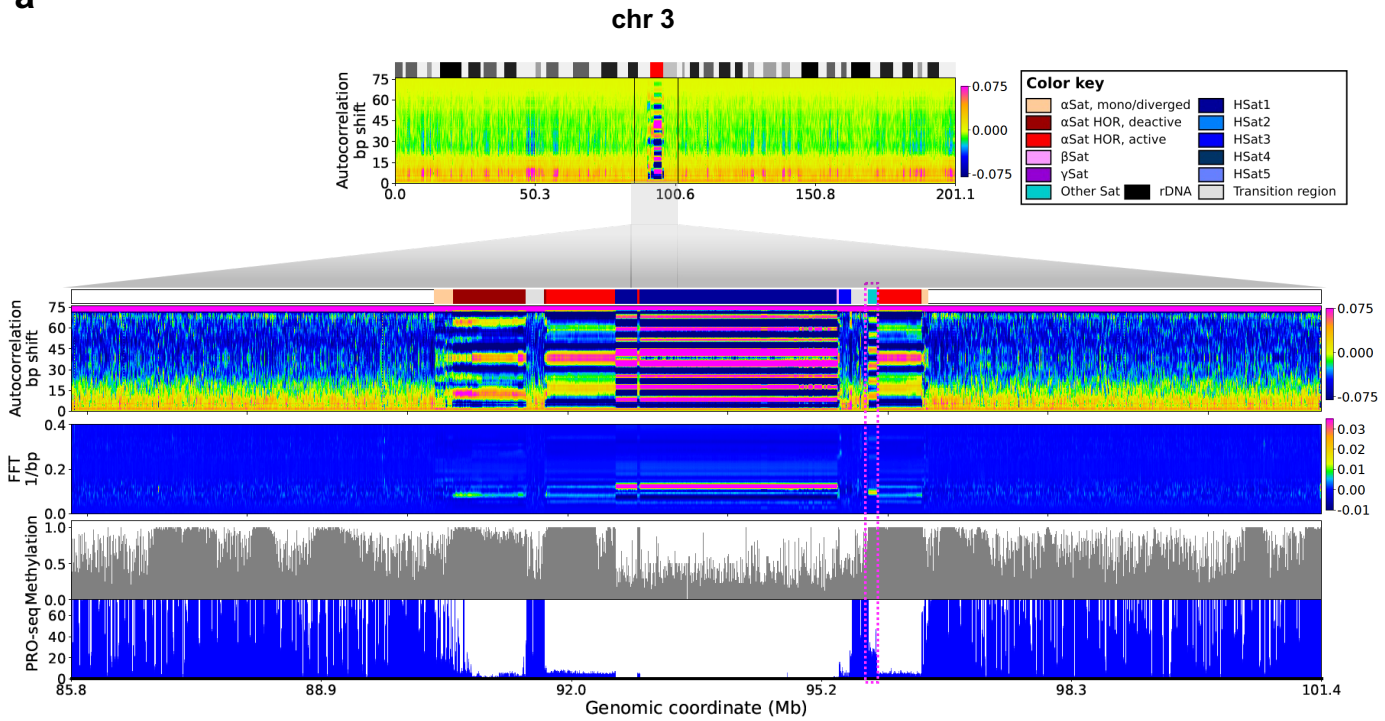 a
chr 3
Autocorrelation
bp shift
75
60
45
30
15
0
0.0
50.3
100.6
150.8
201.1
0.075
0.000
-0.075
Color key
αSat, mono/diverged
αSat HOR, deactive
αSat HOR, active
βSat
γSat
Other Sat
rDNA
HSat1
HSat2
HSat3
HSat4
HSat5
Transition region
Autocorrelation
bp shift
75
60
45
30
15
0
0.075
0.000
-0.075
FFT
1/bp
0.4
0.2
0.0
0.03
0.02
0.01
0.00
-0.01
Methylation
1.0
0.5
0.0
PRO-seq
60
40
20
0
85.8
88.9
92.0
95.2
98.3
101.4
Genomic coordinate (Mb)